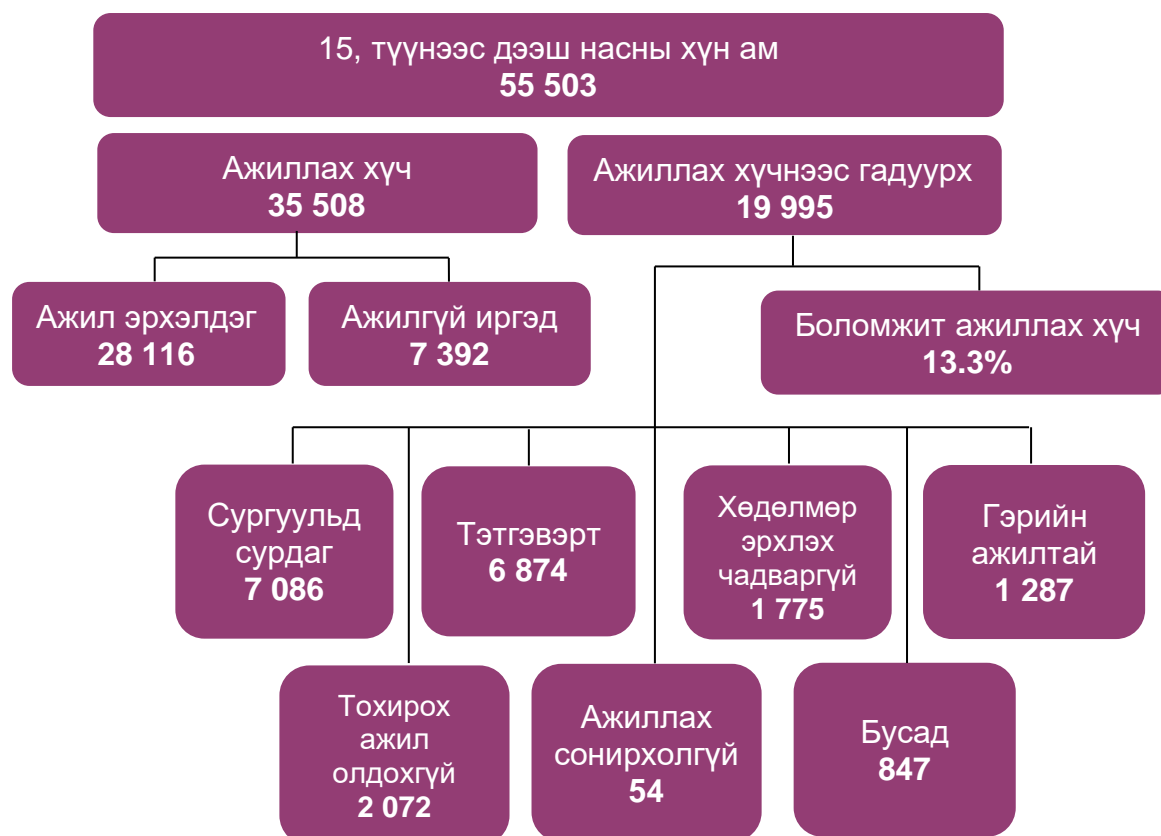 15, түүнээс дээш насны хүн ам
55 503
Ажиллах хүч
35 508
Ажиллах хүчнээс гадуурх
19 995
Ажил эрхэлдэг
28 116
Ажилгүй иргэд
7 392
Боломжит ажиллах хүч
13.3%
Сургуульд
сурдаг
7 086
Тэтгэвэрт
6 874
Хөдөлмөр
эрхлэх
чадваргүй
1 775
Гэрийн
ажилтай
1 287
Тохирох
ажил
олдохгүй
2 072
Ажиллах
сонирхолгүй
54
Бусад
847